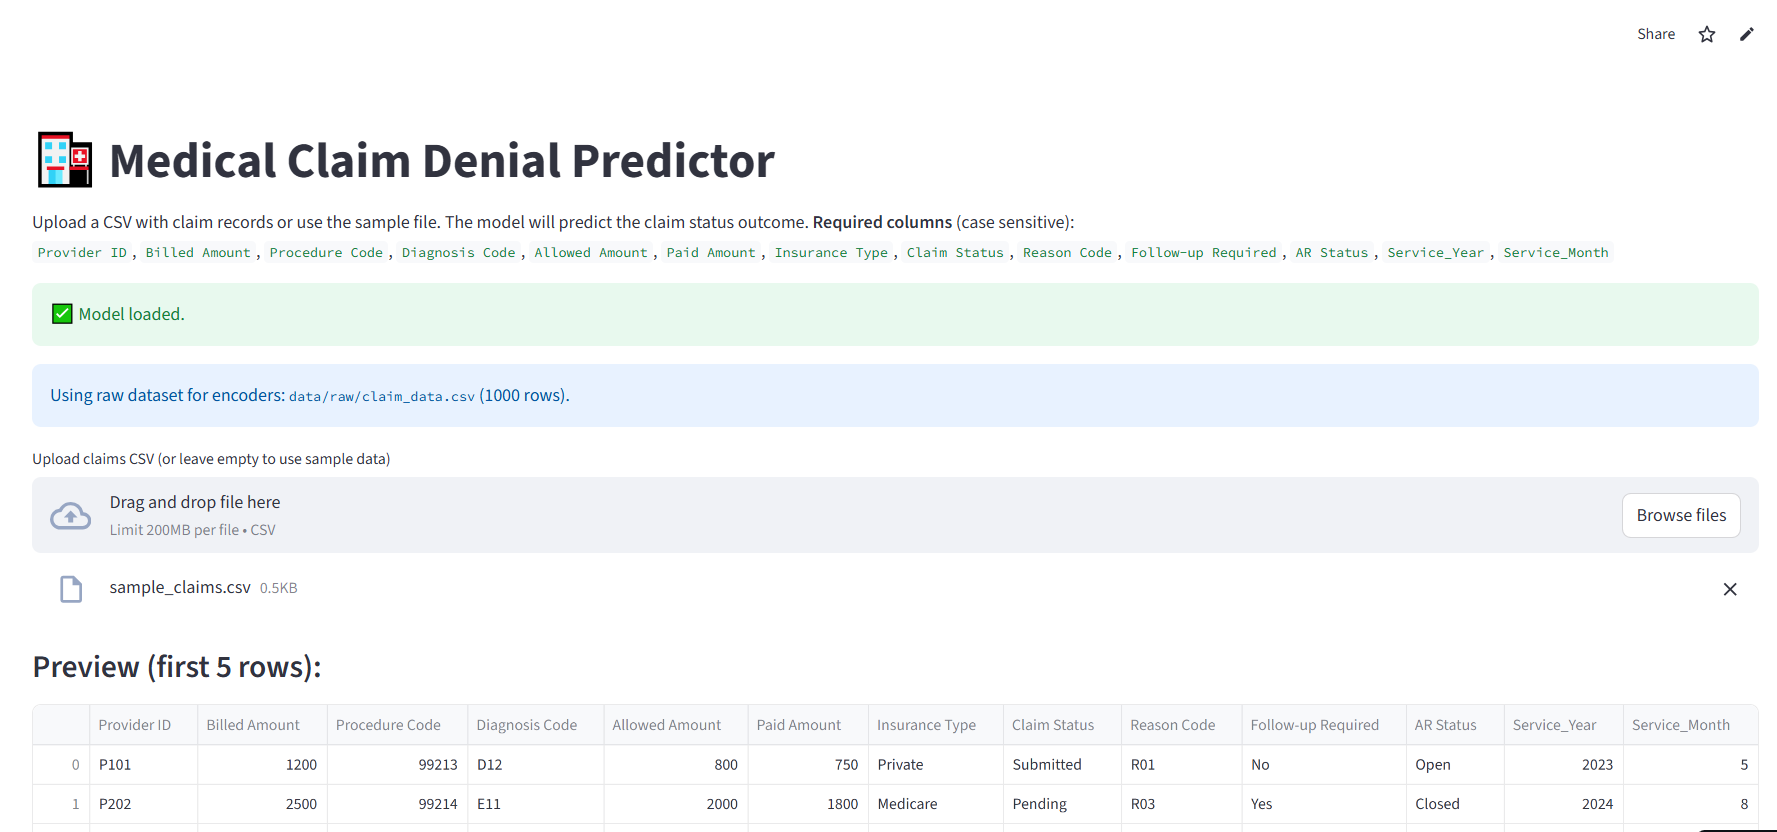 Share
Medical Claim Denial Predictor
Upload a CSV with claim records or use the sample file. The model will predict the claim status outcome. Required columns (case sensitive):
Provider ID , Billed Amount , Procedure Code , Diagnosis Code , Allowed Amount , Paid Amount , Insurance Type , Claim Status , Reason Code , Follow-up Required , AR Status , Service_Year , Service_Month
Model loaded.
Using raw dataset for encoders: data/raw/claim_data.csv (1000 rows).
Upload claims CSV (or leave empty to use sample data)
Drag and drop file here
Limit 200MB per file • CSV
Browse files
sample_claims.csv 0.5KB
Preview (first 5 rows):
Provider ID Billed Amount Procedure Code Diagnosis Code Allowed Amount Paid Amount Insurance Type Claim Status Reason Code Follow-up Required AR Status Service_Year Service_Month
0 P101 1200 99213 D12 800 750 Private Submitted R01 No Open 2023 5
1 P202 2500 99214 E11 2000 1800 Medicare Pending R03 Yes Closed 2024 8